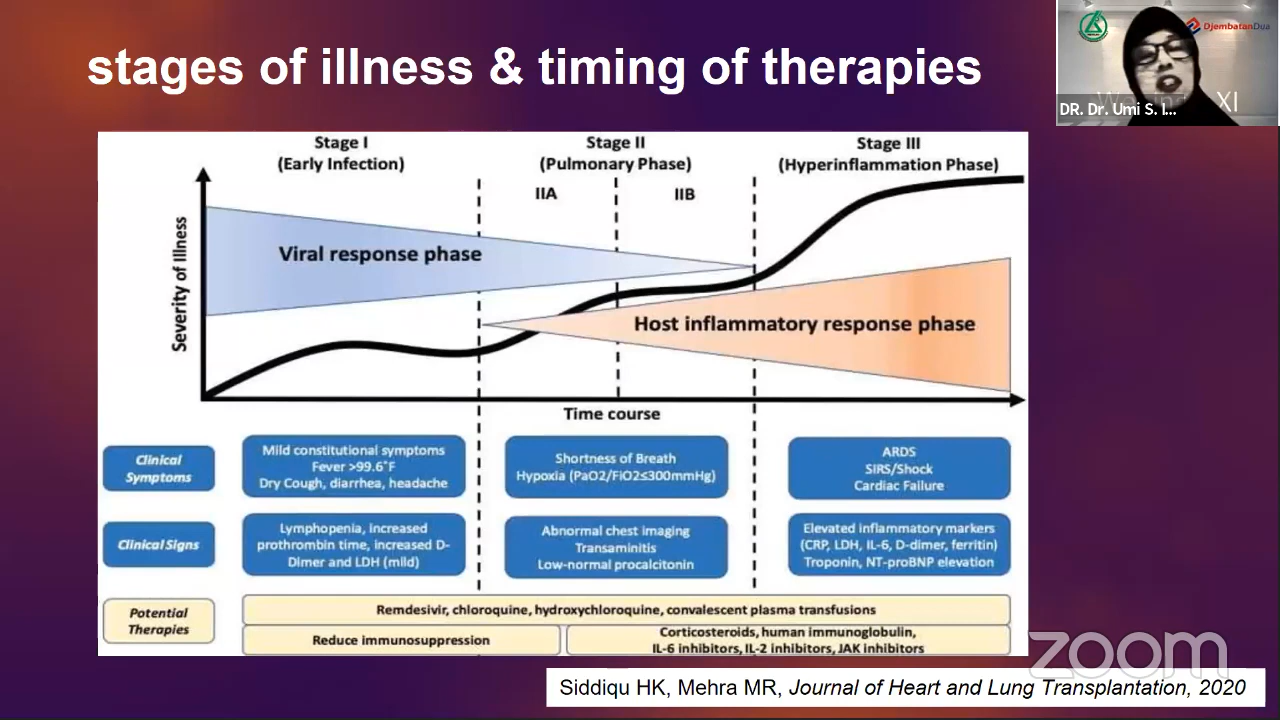 stages of illness & timing of therapies
DjembatanDua
XI
DR. Dr. Umi S. I...
Stage I
(Early Infection)
Stage II
(Pulmonary Phase)
Stage III
(Hyperinflammation Phase)
IIA
IIB
Severity of Illness
Viral response phase
Host inflammatory response phase
Time course
Clinical
Symptoms
Mild constitutional symptoms
Fever >99.6°F
Dry Cough, diarrhea, headache
Shortness of Breath
Hypoxia (PaO2/FiO2≤300mmHg)
ARDS
SIRS/Shock
Cardiac Failure
Clinical Signs
Lymphopenia, increased
prothrombin time, increased D-
Dimer and LDH (mild)
Abnormal chest imaging
Transaminitis
Low-normal procalcitonin
Elevated inflammatory markers
(CRP, LDH, IL-6, D-dimer, ferritin)
Troponin, NT-proBNP elevation
Potential
Therapies
Remdesivir, chloroquine, hydroxychloroquine, convalescent plasma transfusions
Reduce immunosuppression
Corticosteroids, human immunoglobulin,
IL-6 inhibitors, IL-2 inhibitors, JAK inhibitors
zoom
Siddiqu HK, Mehra MR, Journal of Heart and Lung Transplantation, 2020